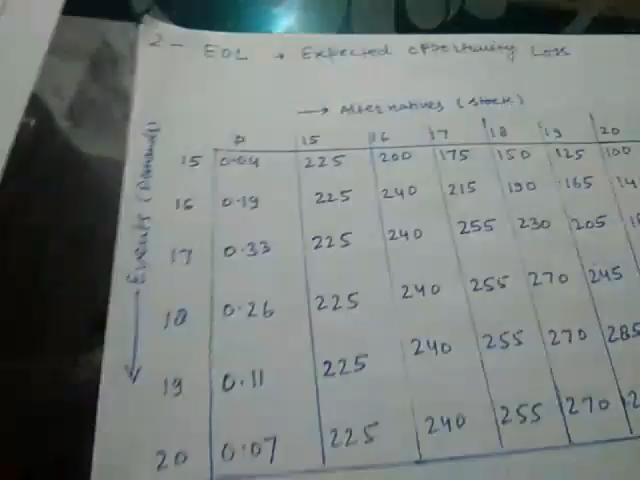 2- EOL → Expected opportunity Loss
→ Alternatives (stock)
Events (Demand)
P 15 16 17 18 19 20
15 0.04 225 200 175 150 125 100
16 0.19 225 240 215 190 165
17 0.33 225 240 255 230 205
18 0.26 225 240 255 270 245
19 0.11 225 240 255 270 285
20 0.07 225 240 255 270